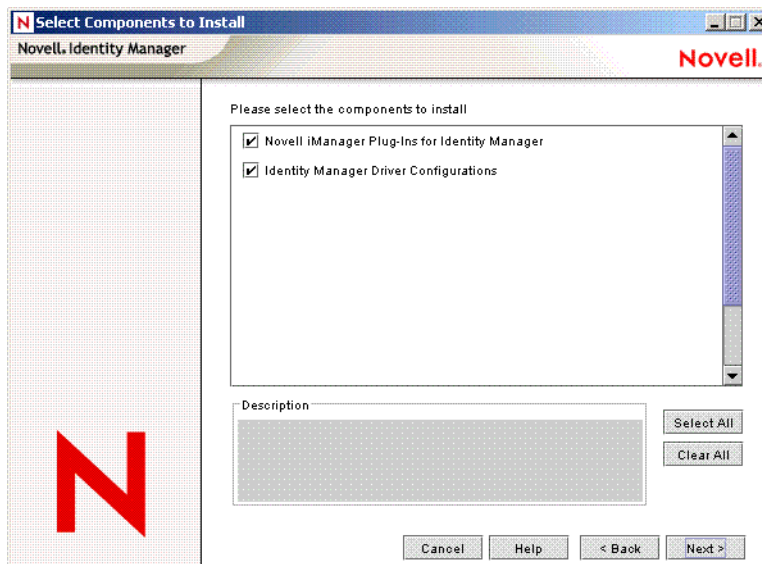 N Select Components to Install
Novell. Identity Manager
Novell.
Please select the components to install
Novell iManager Plug-Ins for Identity Manager
Identity Manager Driver Configurations
Description
Select All
Clear All
N
Cancel Help < Back Next >